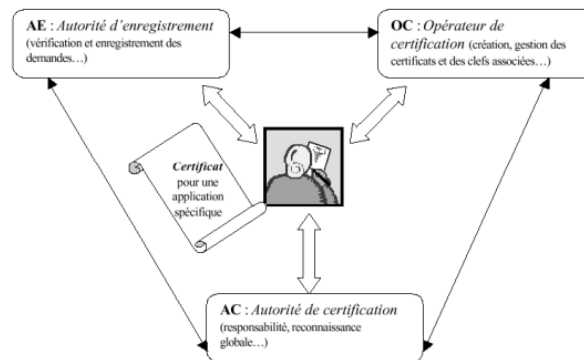 AE : Autorité d'enregistrement
(vérification et enregistrement des
demandes…)
OC : Opérateur de
certification (création, gestion des
certificats et des clefs associées…)
Certificat
pour une
application
spécifique
AC : Autorité de certification
(responsabilité, reconnaissance
globale…)